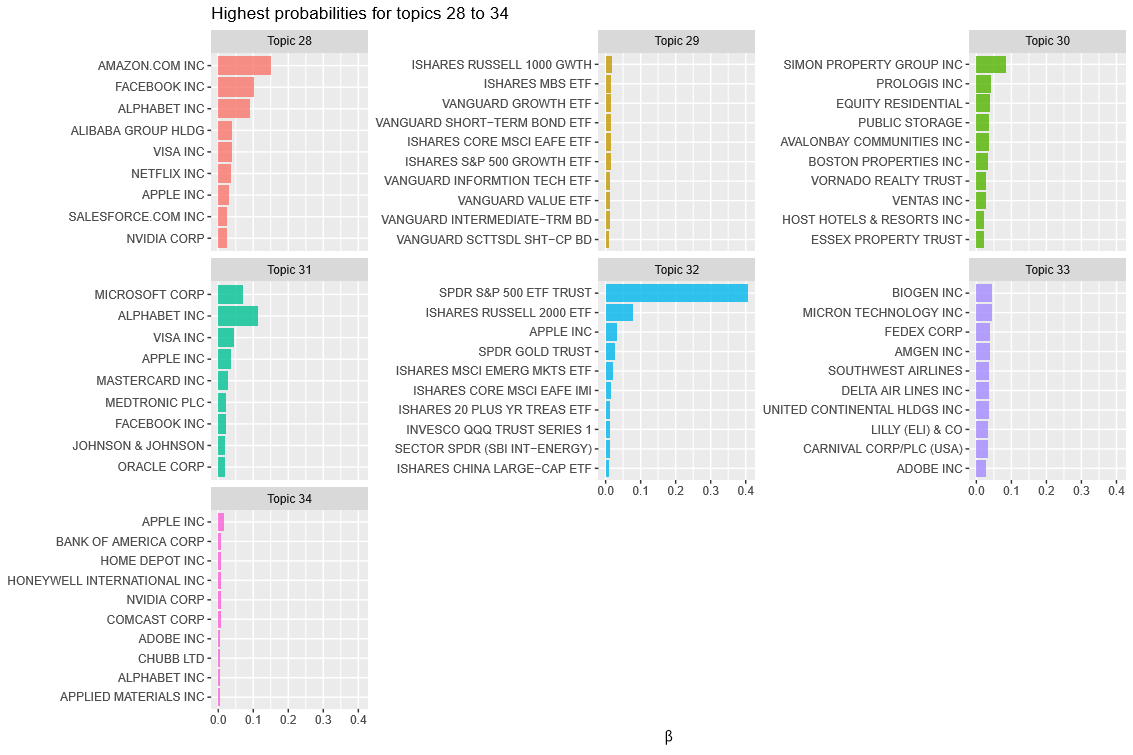 Highest probabilities for topics 28 to 34
Topic 28
AMAZON.COM INC
FACEBOOK INC
ALPHABET INC
ALIBABA GROUP HLDG
VISA INC
NETFLIX INC
APPLE INC
SALESFORCE.COM INC
NVIDIA CORP
Topic 29
ISHARES RUSSELL 1000 GWTH
ISHARES MBS ETF
VANGUARD GROWTH ETF
VANGUARD SHORT−TERM BOND ETF
ISHARES CORE MSCI EAFE ETF
ISHARES S&P 500 GROWTH ETF
VANGUARD INFORMTION TECH ETF
VANGUARD VALUE ETF
VANGUARD INTERMEDIATE−TRM BD
VANGUARD SCTTSDL SHT−CP BD
Topic 30
SIMON PROPERTY GROUP INC
PROLOGIS INC
EQUITY RESIDENTIAL
PUBLIC STORAGE
AVALONBAY COMMUNITIES INC
BOSTON PROPERTIES INC
VORNADO REALTY TRUST
VENTAS INC
HOST HOTELS & RESORTS INC
ESSEX PROPERTY TRUST
Topic 31
MICROSOFT CORP
ALPHABET INC
VISA INC
APPLE INC
MASTERCARD INC
MEDTRONIC PLC
FACEBOOK INC
JOHNSON & JOHNSON
ORACLE CORP
Topic 32
SPDR S&P 500 ETF TRUST
ISHARES RUSSELL 2000 ETF
APPLE INC
SPDR GOLD TRUST
ISHARES MSCI EMERG MKTS ETF
ISHARES CORE MSCI EAFE IMI
ISHARES 20 PLUS YR TREAS ETF
INVESCO QQQ TRUST SERIES 1
SECTOR SPDR (SBI INT−ENERGY)
ISHARES CHINA LARGE−CAP ETF
0.0 0.1 0.2 0.3 0.4
Topic 33
BIOGEN INC
MICRON TECHNOLOGY INC
FEDEX CORP
AMGEN INC
SOUTHWEST AIRLINES
DELTA AIR LINES INC
UNITED CONTINENTAL HLDGS INC
LILLY (ELI) & CO
CARNIVAL CORP/PLC (USA)
ADOBE INC
0.0 0.1 0.2 0.3 0.4
Topic 34
APPLE INC
BANK OF AMERICA CORP
HOME DEPOT INC
HONEYWELL INTERNATIONAL INC
NVIDIA CORP
COMCAST CORP
ADOBE INC
CHUBB LTD
ALPHABET INC
APPLIED MATERIALS INC
0.0 0.1 0.2 0.3 0.4
β